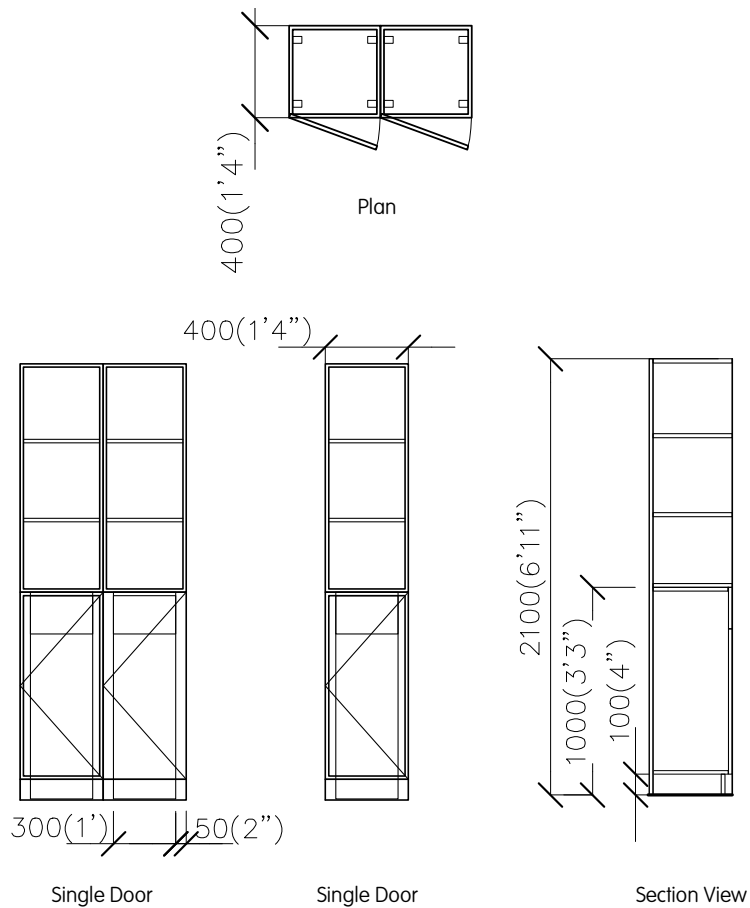 400(1'4”)
Plan
400(1'4”)
2100(6'11”)
1000(3'3”)
100(4”)
300(1')
50(2”)
Single Door
Single Door
Section View